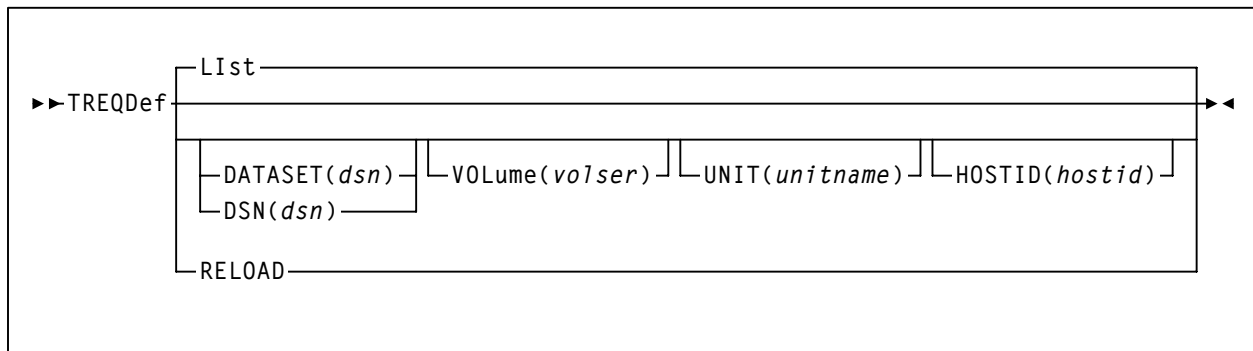 LIst
TREQDef
DATASET(dsn) VOLume(volser) UNIT(unitname) HOSTID(hostid)
DSN(dsn)
RELOAD